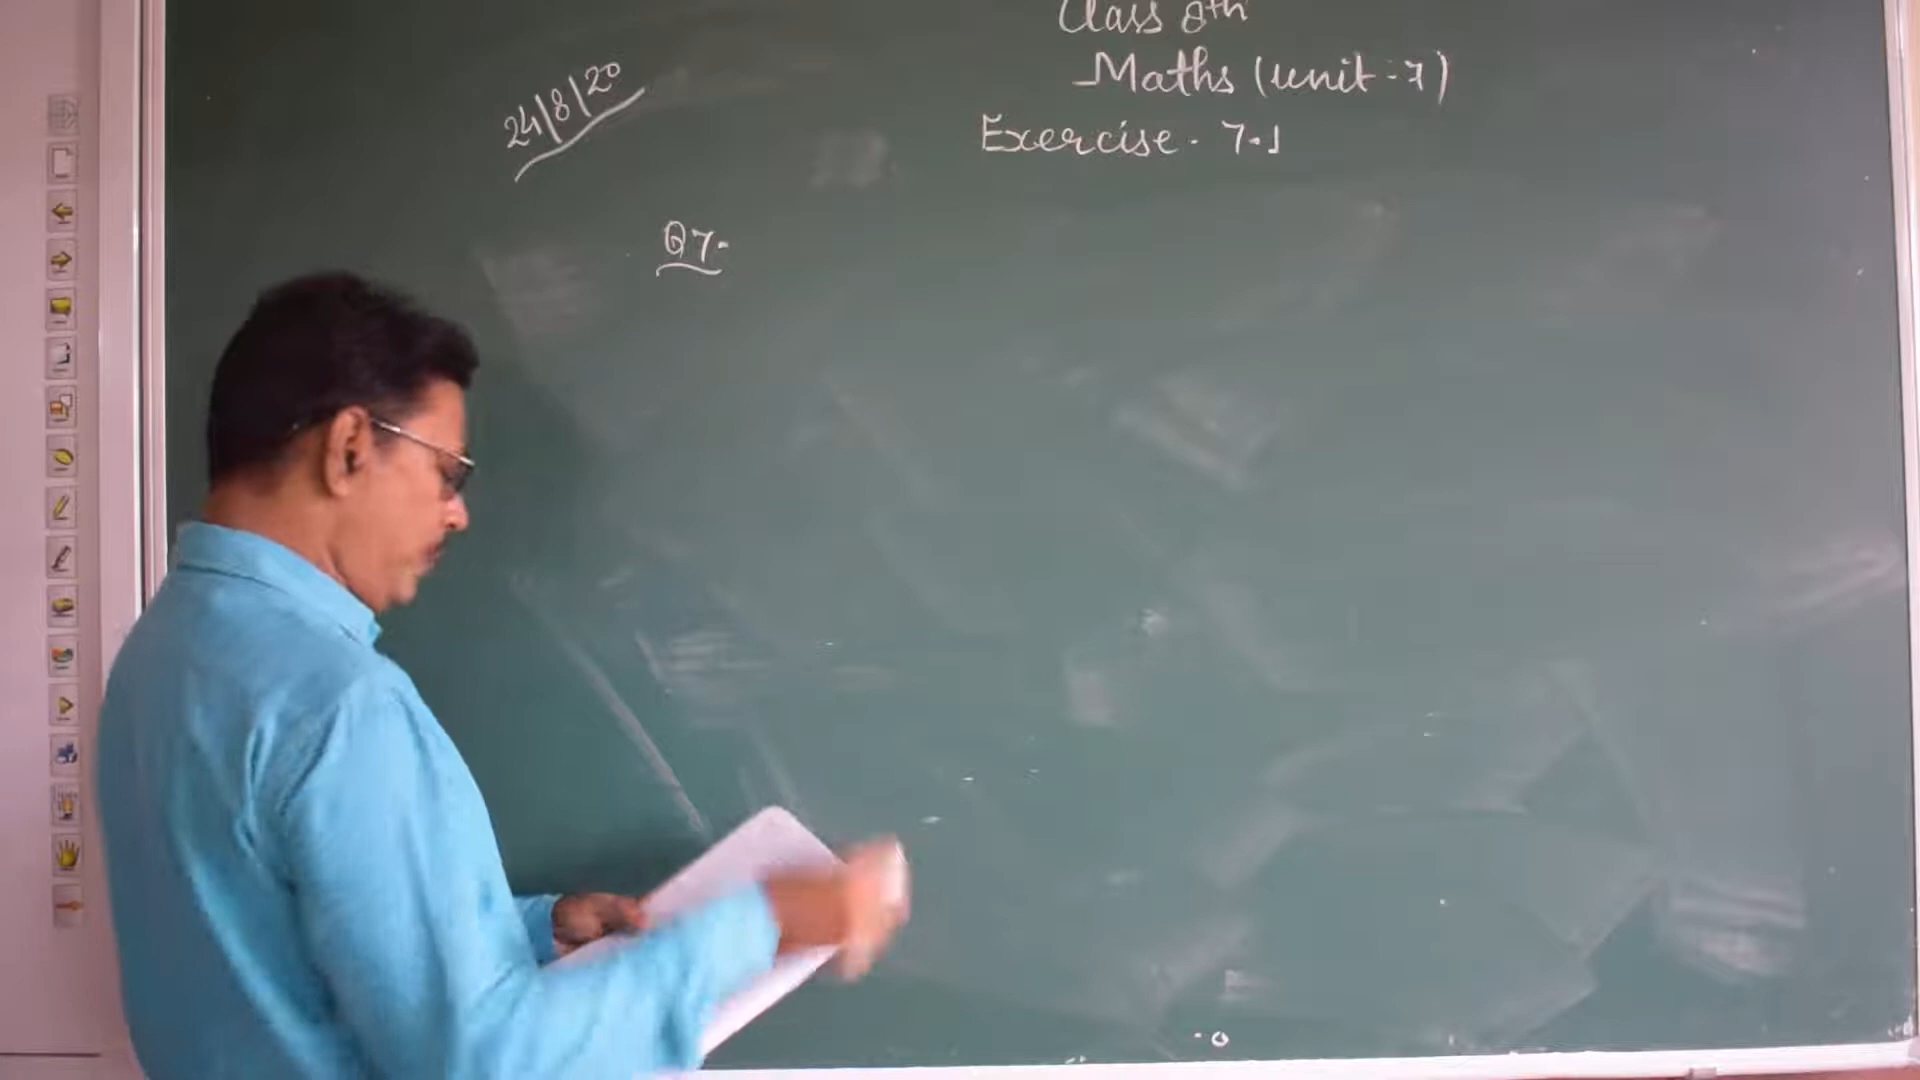 Class 8th
Maths (unit-7)
24/8/20
Exercise. 7.1
Q7.